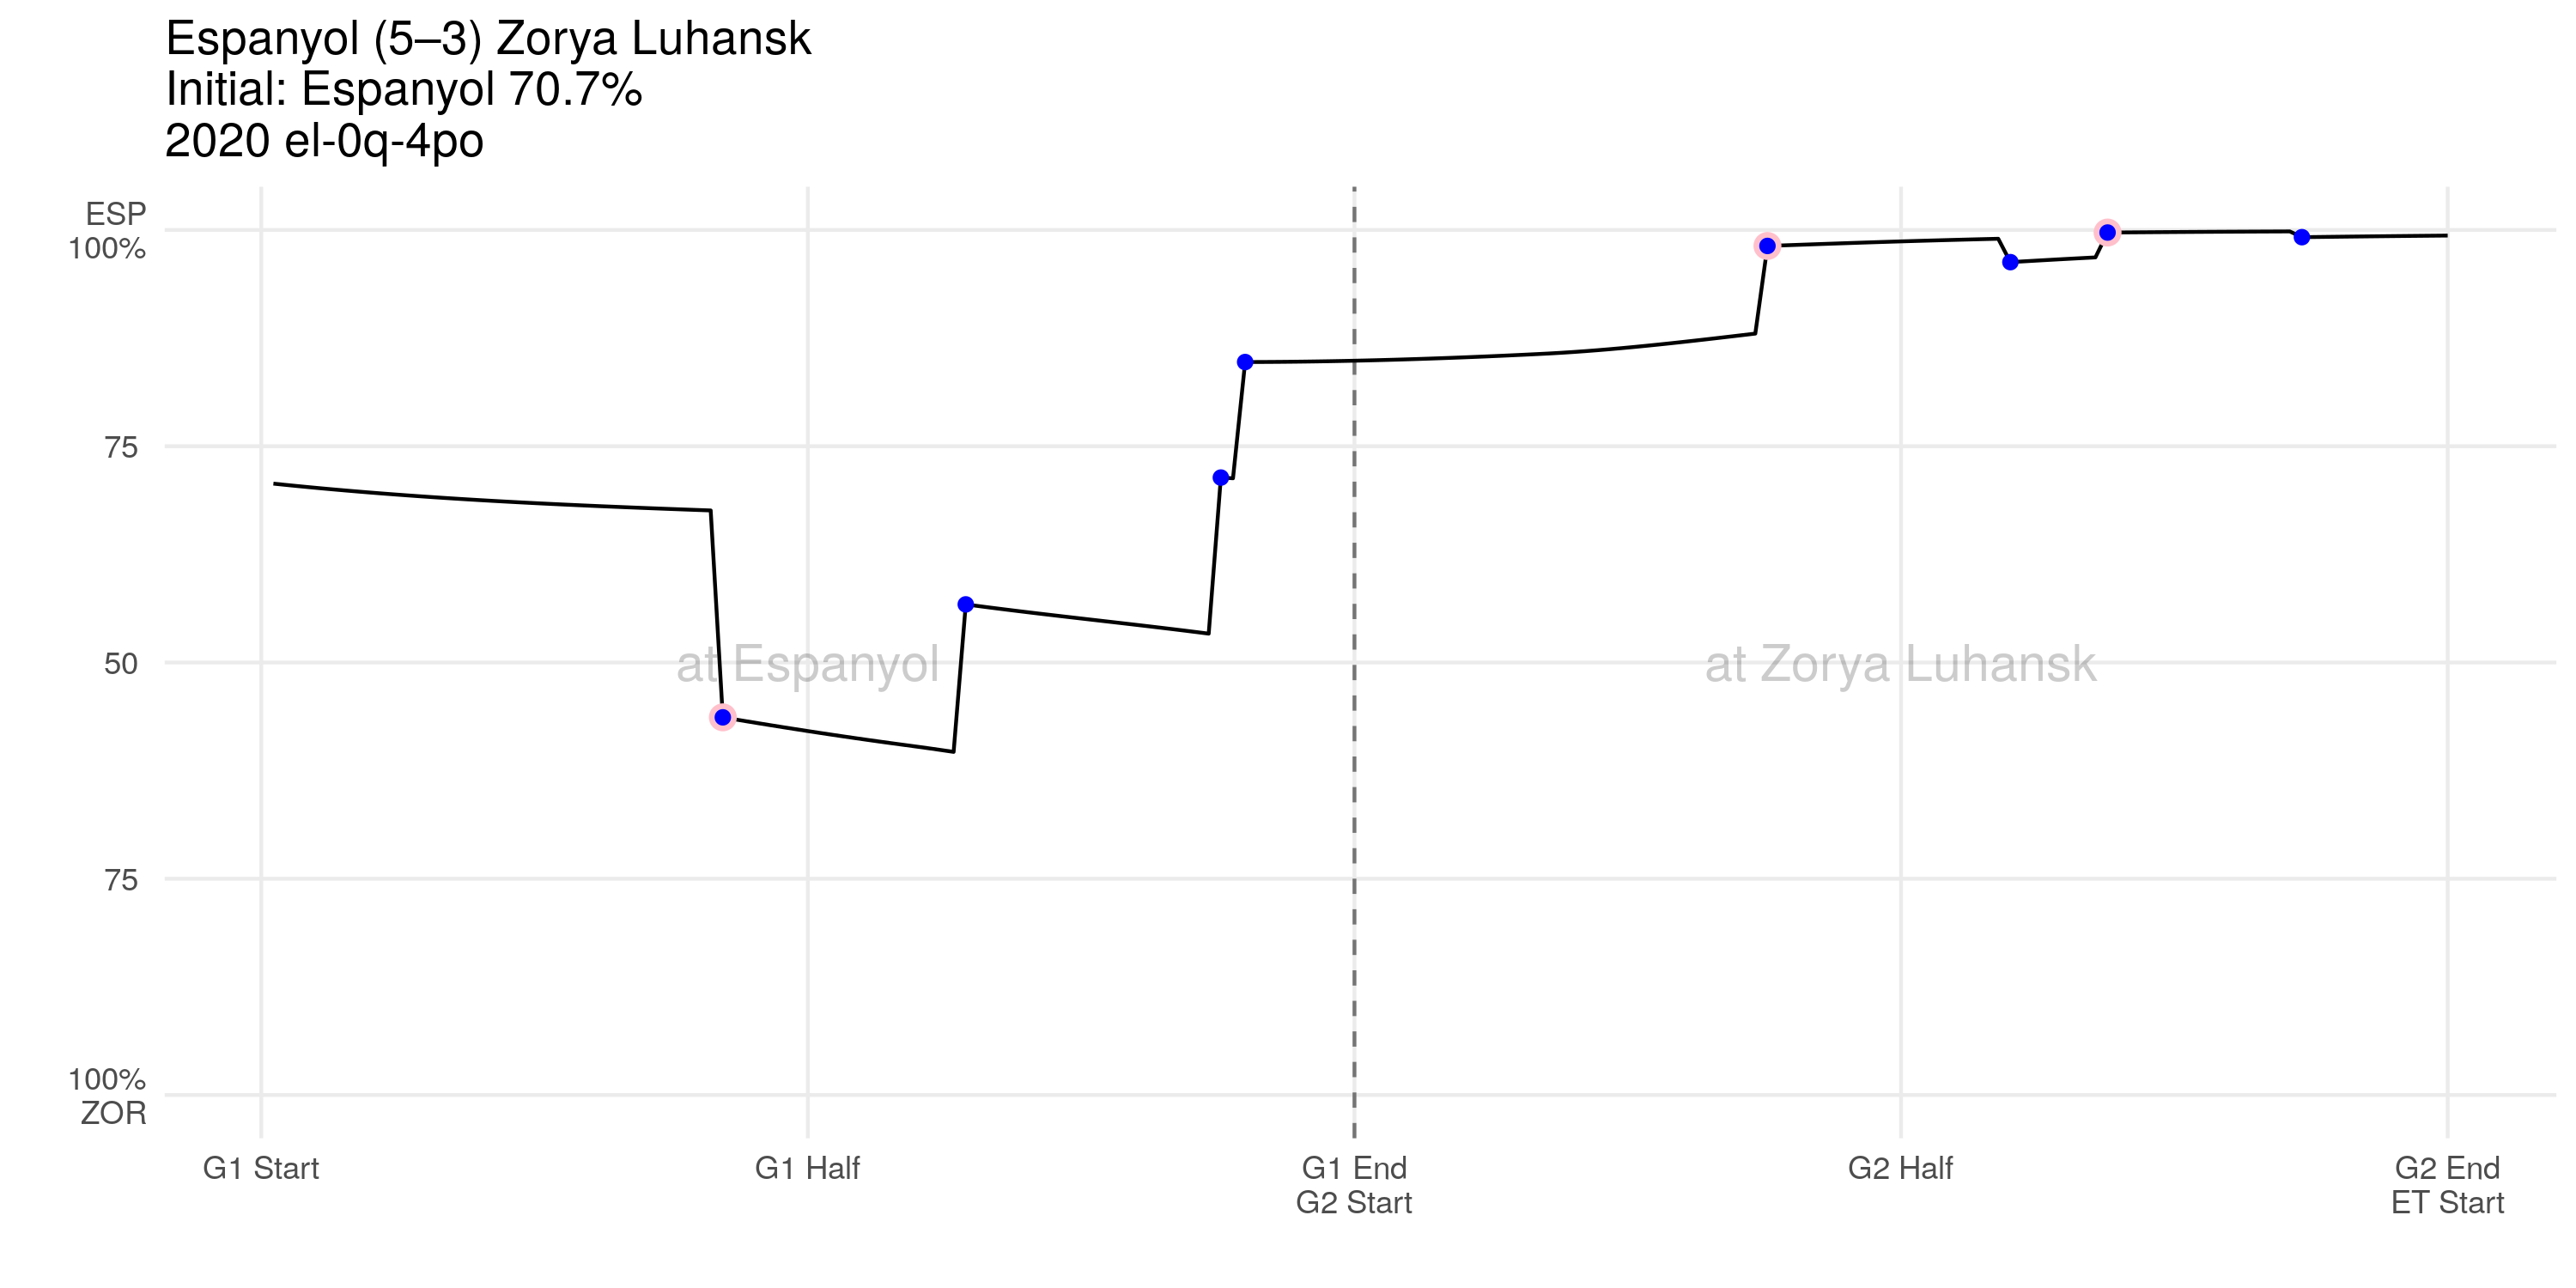 Espanyol (5–3) Zorya Luhansk
Initial: Espanyol 70.7%
2020 el-0q-4po
ESP
100%
75
50
75
100%
ZOR
at Espanyol
at Zorya Luhansk
G1 Start
G1 Half
G1 End
G2 Start
G2 Half
G2 End
ET Start